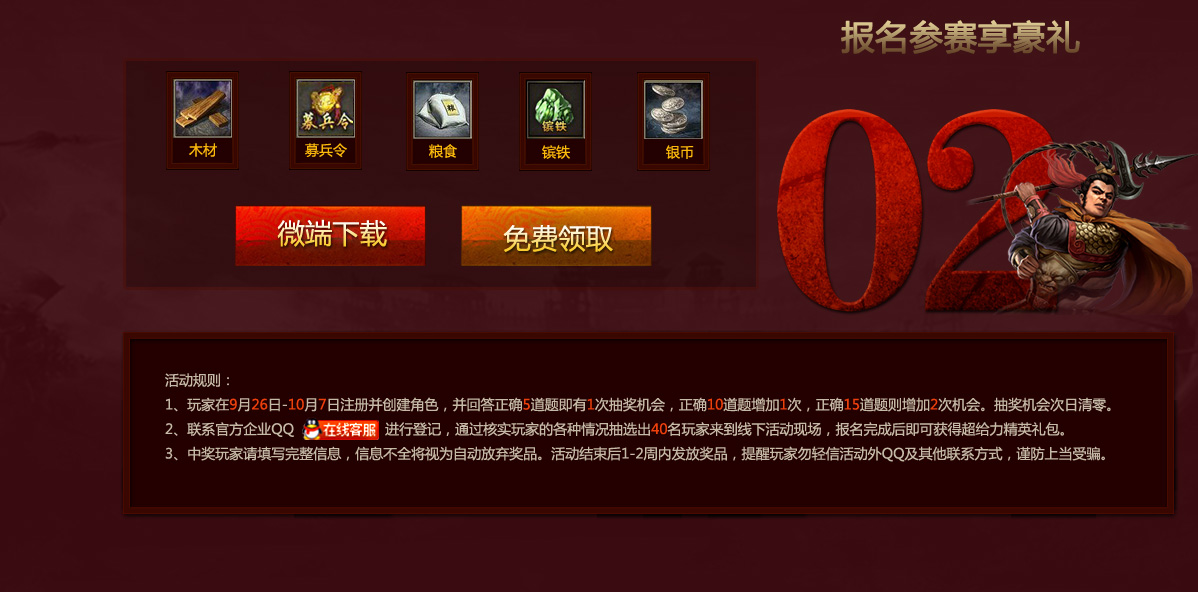 报名参赛享豪礼
02
募兵令
粮
镔铁
木材
募兵令
粮食
镔铁
银币
微端下载
免费领取
活动规则：
1、玩家在9月26日-10月7日注册并创建角色，并回答正确5道题即有1次抽奖机会，正确10道题增加1次，正确15道题则增加2次机会。抽奖机会次日清零。
2、联系官方企业QQ 在线客服 进行登记，通过核实玩家的各种情况抽选出40名玩家来到线下活动现场，报名完成后即可获得超给力精英礼包。
3、中奖玩家请填写完整信息，信息不全将视为自动放弃奖品。活动结束后1-2周内发放奖品，提醒玩家勿轻信活动外QQ及其他联系方式，谨防上当受骗。